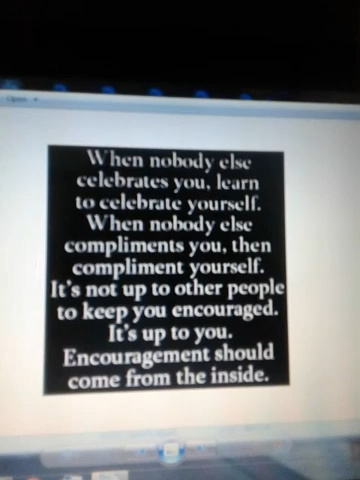 Open
When nobody else
celebrates you, learn
to celebrate yourself.
When nobody else
compliments you, then
compliment yourself.
It's not up to other people
to keep you encouraged.
It's up to you.
Encouragement should
come from the inside.